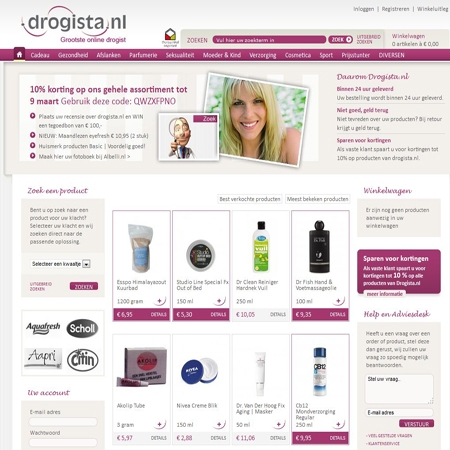 Inloggen | Registreren | Winkeluitleg
drogista.nl
Grootste online drogist
ZOEKEN
Vul hier uw zoekterm in
UITGEBREID ZOEKEN
Winkelwagen
0 artikelen à € 0,00
Cadeau Gezondheid Afslanken Parfumerie Seksualiteit Moeder & Kind Verzorging Cosmetica Sport Prijsstunter DIVERSEN
10% korting op ons gehele assortiment tot
9 maart Gebruik deze code: QWZXFPNO
Plaats uw recensie over drogista.nl en WIN
een tegoedbon van € 100,-
NIEUW: Maandlenzen eyefresh € 10,95 (2 stuk)
Huismerk producten Basic | Voordelig goed!
Maak hier uw fotoboek bij Albelli.nl >
Zoek
Daarom Drogista.nl
Binnen 24 uur geleverd
Uw bestelling wordt binnen 24 uur geleverd.
Niet goed, geld terug
Niet tevreden over uw producten? Bij retour
krijgt u geld terug.
Sparen voor kortingen
Als vaste klant spaart u voor kortingen tot
10% op producten van drogista.nl.
Zoek een product
Bent u op zoek naar een
product voor uw klacht?
Selecteer uw klacht en wij
zoeken direct naar de
passende oplossing.
Selecteer een kwaaltje
UITGEBREID
ZOEKEN
ZOEKEN
Aquafresh
Scholl
Aapri
Citrin
Uw account
E-mail adres
Wachtwoord
Best verkochte producten
Meest bekeken producten
Esspo Himalayazout
Kuurbad
1200 gram
€ 6,95 DETAILS
Studio Line Special Fx
Out of Bed
150 ml
€ 5,30 DETAILS
Dr Clean Reiniger
Hardnek Vuil
€ 10,05 DETAILS
Dr Fish Hand &
Voetmassageolie
100 ml
€ 9,35 DETAILS
Akolip Tube
3 gram
€ 5,97 DETAILS
Nivea Creme Blik
150 ml
€ 2,88 DETAILS
Dr. Van Der Hoog Fix
Aging | Masker
10 ml
€ 11,06 DETAILS
Cb12
Mondverzorging
Regular
250 ml
€ 9,95 DETAILS
Winkelwagen
Er zijn nog geen producten
aanwezig in uw
winkelwagen
Sparen voor kortingen
Als vaste klant spaart u voor
kortingen tot 10 % op alle
producten van Drogista.nl
meer informatie
Help en Adviesdesk
Heeft u een vraag over een
order of product, stel deze
dan gerust, wij zullen uw
vraag zo spoedig mogelijk
beantwoorden.
Stel uw vraag..
E-mail adres
VERSTUUR
VEEL GESTELDE VRAGEN
KLANTENSERVICE